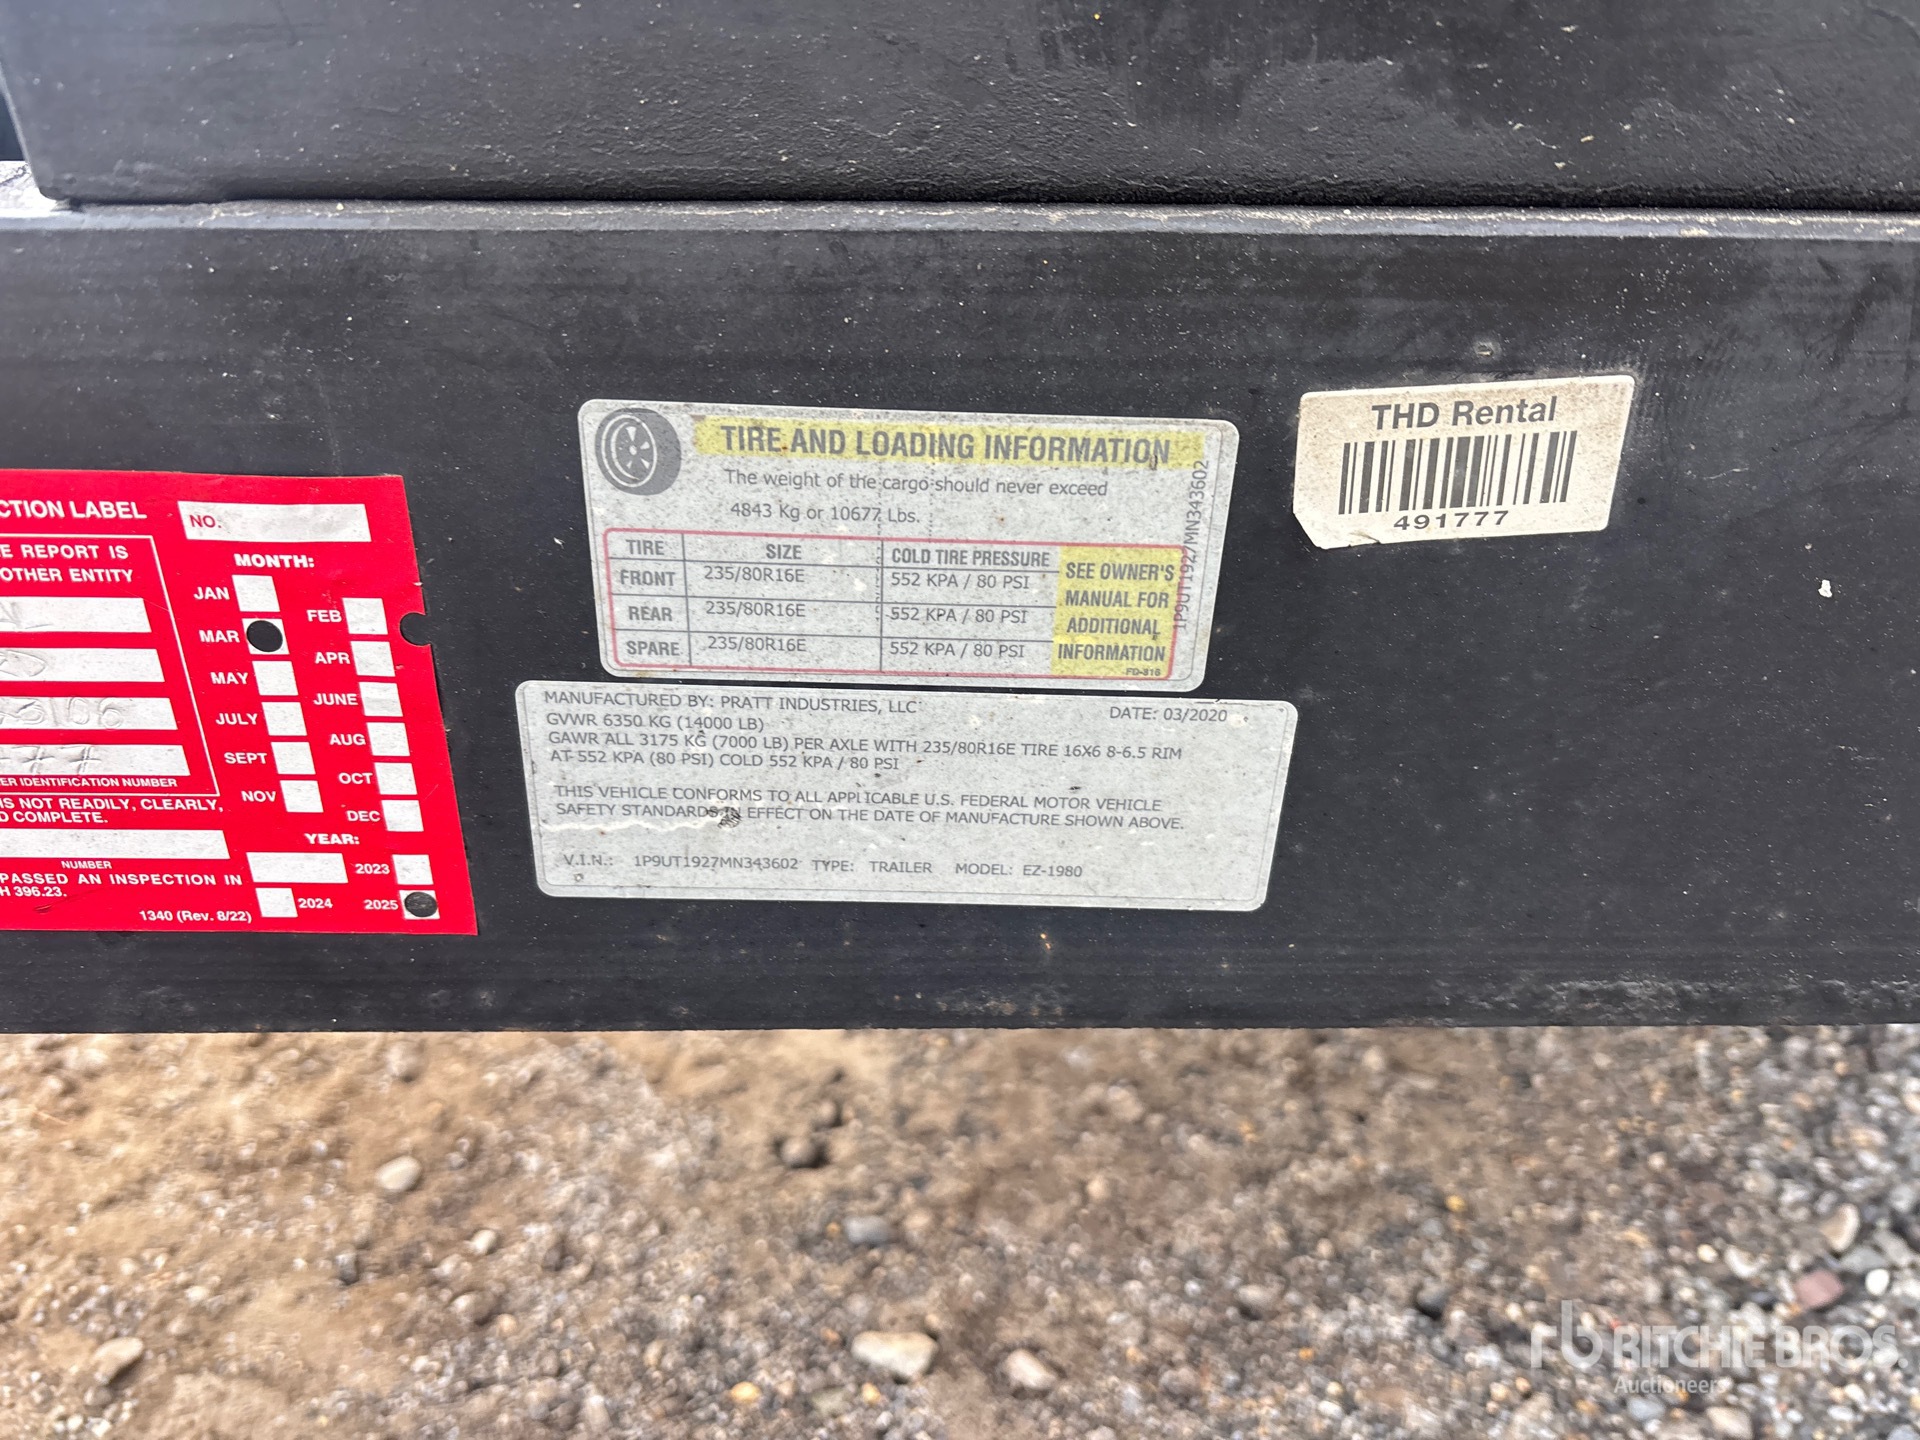 TIRE AND LOADING INFORMATION
The weight of the cargo should never exceed
4843 Kg or 10677 Lbs.
TIRE SIZE COLD TIRE PRESSURE
FRONT 235/80R16E 552 KPA / 80 PSI
REAR 235/80R16E 552 KPA / 80 PSI
SPARE 235/80R16E 552 KPA / 80 PSI
SEE OWNER'S
MANUAL FOR
ADDITIONAL
INFORMATION
FD-816
1P9UT1927MN343602
THD Rental
491777
MANUFACTURED BY: PRATT INDUSTRIES, LLC DATE: 03/2020
GVWR 6350 KG (14000 LB)
GAWR ALL 3175 KG (7000 LB) PER AXLE WITH 235/80R16E TIRE 16X6 8-6.5 RIM
AT 552 KPA (80 PSI) COLD 552 KPA / 80 PSI
THIS VEHICLE CONFORMS TO ALL APPLICABLE U.S. FEDERAL MOTOR VEHICLE
SAFETY STANDARDS IN EFFECT ON THE DATE OF MANUFACTURE SHOWN ABOVE.
V.I.N.: 1P9UT1927MN343602 TYPE: TRAILER MODEL: EZ-1980
CTION LABEL
NO.
E REPORT IS
OTHER ENTITY
MONTH:
JAN
FEB
MAR
APR
MAY
JUNE
JULY
AUG
SEPT
OCT
NOV
DEC
ER IDENTIFICATION NUMBER
IS NOT READILY, CLEARLY,
D COMPLETE.
NUMBER
YEAR:
2023
2024
2025
PASSED AN INSPECTION IN
H 396.23.
1340 (Rev. 8/22)
rb RITCHIE BROS.
Auctioneers